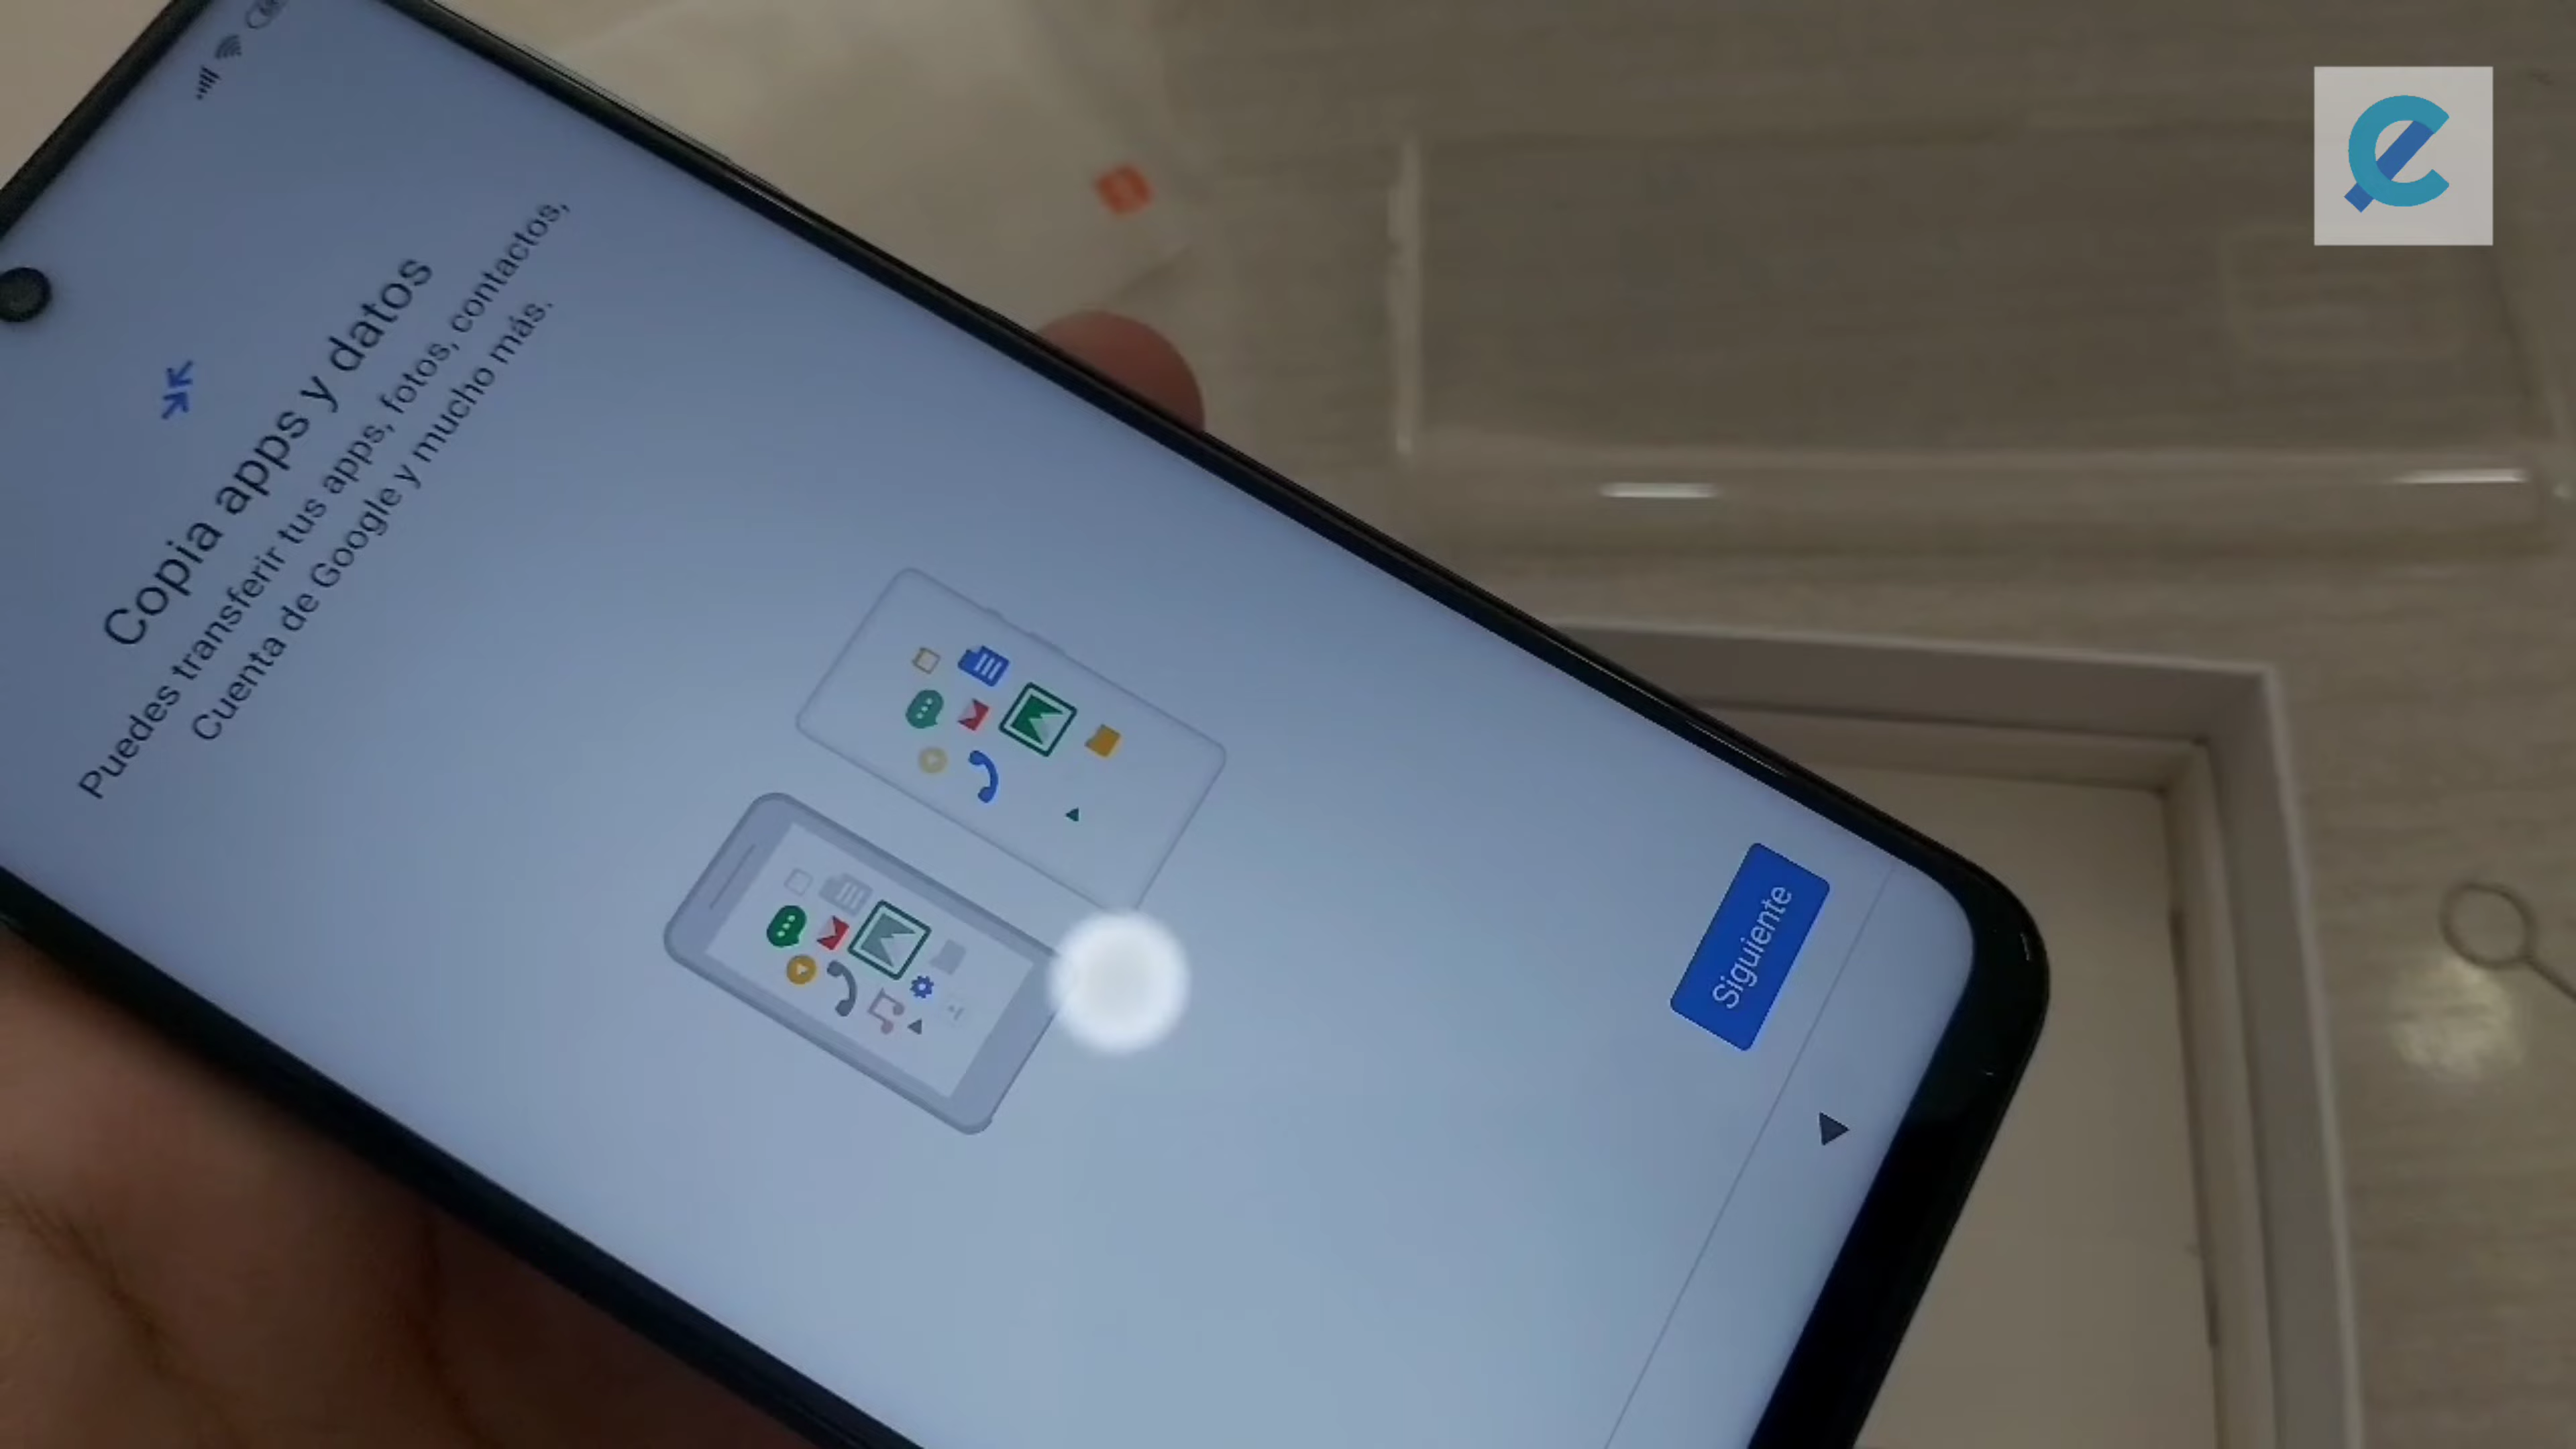 Copia apps y datos
Puedes transferir tus apps, fotos, contactos,
Cuenta de Google y mucho más.
Siguiente